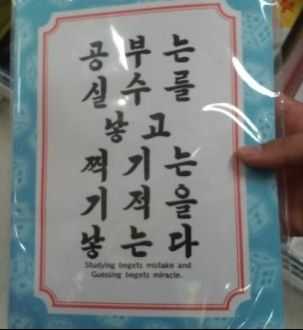 공부는
실수를
낳고
찍기는
기적을
낳는다
Studying begets mistake and
Guessing begets miracle.